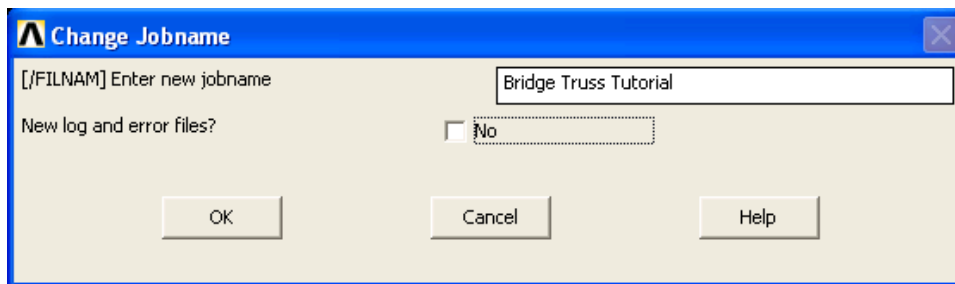 Change Jobname
[/FILNAM] Enter new jobname
Bridge Truss Tutorial
New log and error files?
No
OK
Cancel
Help